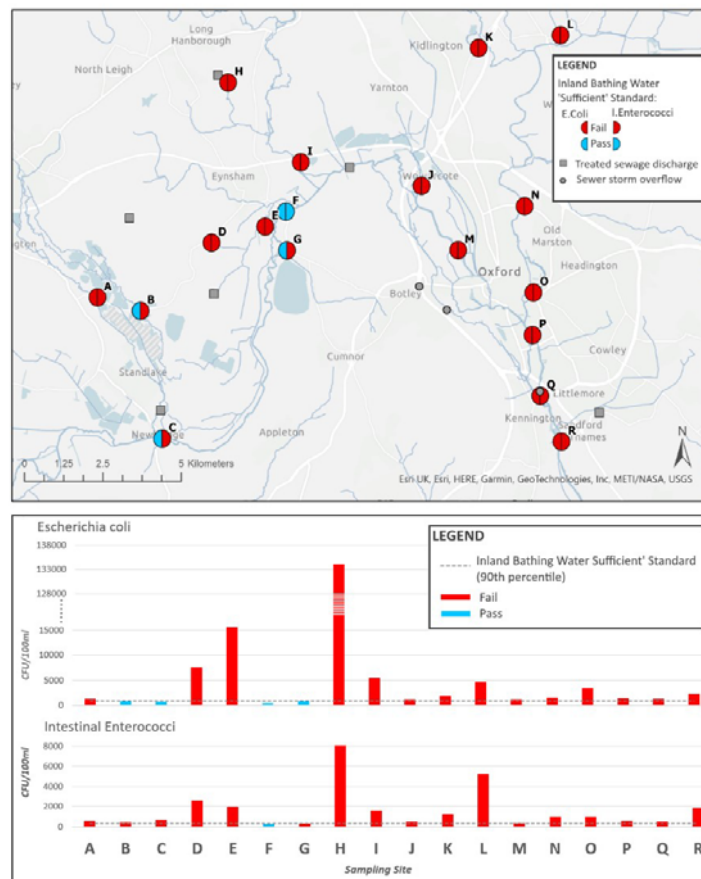 Long
Hanborough
Kidlington
K
L
North Leigh
H
Yarnton
LEGEND
Inland Bathing Water
'Sufficient' Standard:
E.Coli I.Enterococci
Fail
Pass
Treated sewage discharge
Sewer storm overflow
I
Eynsham
J
F
N
E
D
G
M
Old
Marston
Oxford
Headington
A
B
O
Botley
P
Cumnor
Standlake
Cowley
Q
Littlemore
Kennington
C
Appleton
R
N
0 1.25 2.5 5 Kilometers
Esri UK, Esri, HERE, Garmin, GeoTechnologies, Inc, METI/NASA, USGS
Escherichia coli
138000
133000
128000
15000
10000
5000
0
CFU/100ml
LEGEND
Inland Bathing Water Sufficient' Standard
(90th percentile)
Fail
Pass
Intestinal Enterococci
8000
6000
4000
2000
0
CFU/100ml
A B C D E F G H I J K L M N O P Q R
Sampling Site